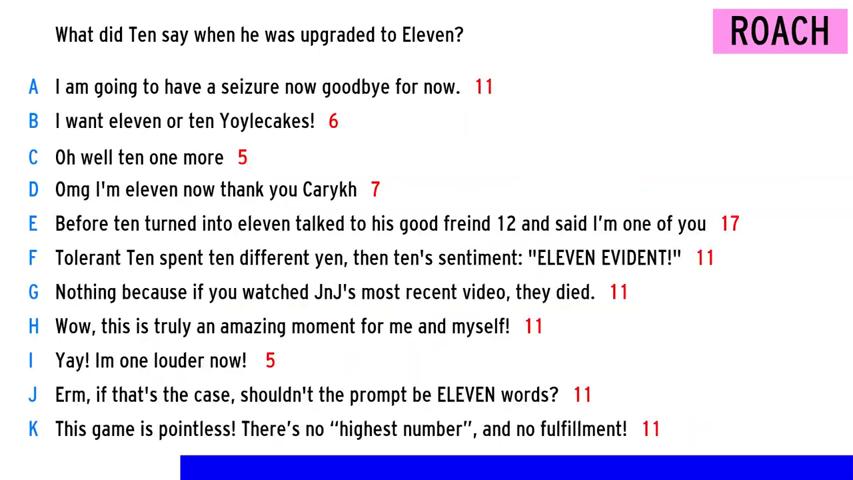 What did Ten say when he was upgraded to Eleven?
ROACH
A I am going to have a seizure now goodbye for now. 11
B I want eleven or ten Yoylecakes! 6
C Oh well ten one more 5
D Omg I'm eleven now thank you Carykh 7
E Before ten turned into eleven talked to his good freind 12 and said I’m one of you 17
F Tolerant Ten spent ten different yen, then ten's sentiment: "ELEVEN EVIDENT!" 11
G Nothing because if you watched JnJ's most recent video, they died. 11
H Wow, this is truly an amazing moment for me and myself! 11
I Yay! Im one louder now! 5
J Erm, if that's the case, shouldn't the prompt be ELEVEN words? 11
K This game is pointless! There’s no “highest number”, and no fulfillment! 11